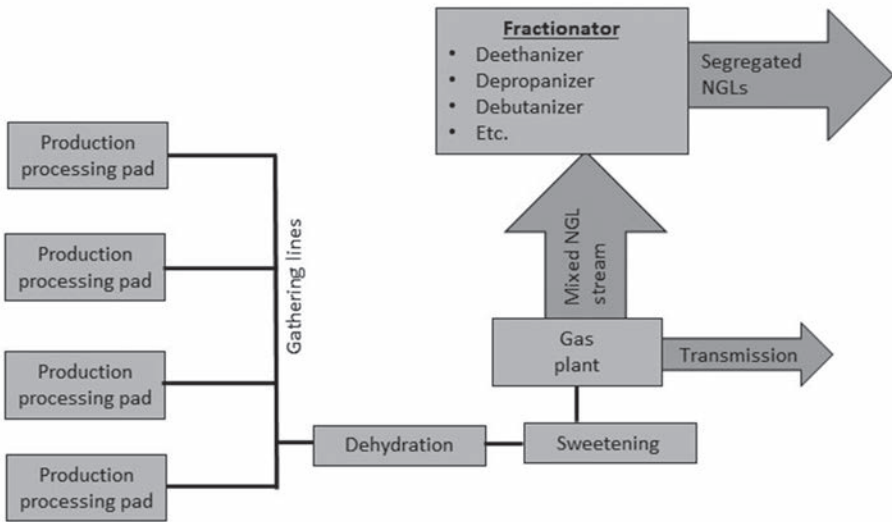 Fractionator
• Deethanizer
• Depropanizer
• Debutanizer
• Etc.
Segregated
NGLs
Production
processing pad
Production
processing pad
Production
processing pad
Production
processing pad
Gathering lines
Mixed NGL
stream
Gas
plant
Transmission
Dehydration
Sweetening